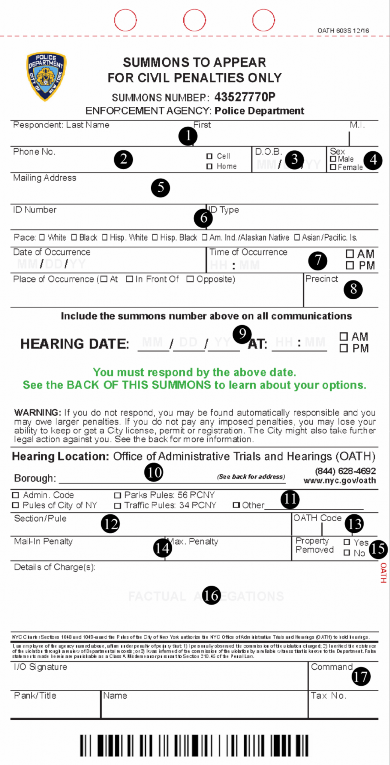 OATH 603S 12/16
POLICE DEPARTMENT
CITY OF NEW YORK
SUMMONS TO APPEAR
FOR CIVIL PENALTIES ONLY
SUMMONS NUMBER: 43527770P
ENFORCEMENT AGENCY: Police Department
Respondent: Last Name First M.I.
1
Phone No. Cell Home D.O.B. MM/DD/YY Sex Male Female
2 3 4
Mailing Address
5
ID Number ID Type
6
Race: White Black Hisp. White Hisp. Black Am. Ind./Alaskan Native Asian/Pacific. Is.
Date of Occurrence Time of Occurrence AM
MM/DD/YY HH : MM 7 PM
Place of Occurrence (At In Front Of Opposite) Precinct
8
Include the summons number above on all communications
9
HEARING DATE: MM / DD / YY AT: HH : MM AM PM
You must respond by the above date.
See the BACK OF THIS SUMMONS to learn about your options.
WARNING: If you do not respond, you may be found automatically responsible and you
may owe larger penalties. If you do not pay any imposed penalties, you may lose your
ability to keep or get a City license, permit or registration. The City might also take further
legal action against you. See the back for more information.
Hearing Location: Office of Administrative Trials and Hearings (OATH)
(844) 628-4692
Borough: 10 (See back for address) www.nyc.gov/oath
Admin. Code Parks Rules: 56 RCNY
Rules of City of NY Traffic Rules: 34 RCNY Other 11
Section/Rule 12 OATH Code 13
Mail-In Penalty 14 Max. Penalty Property Yes 15
Removed No
OATH
Details of Charge(s):
FACTUAL ALLEGATIONS
16
NYC Charter Sections 1048 and 1049-a and the Rules of the City of New York authorize the NYC Office of Administrative Trials and Hearings (OATH) to hold hearings.
I/O Signature Command
17
Rank/Title Name Tax No.